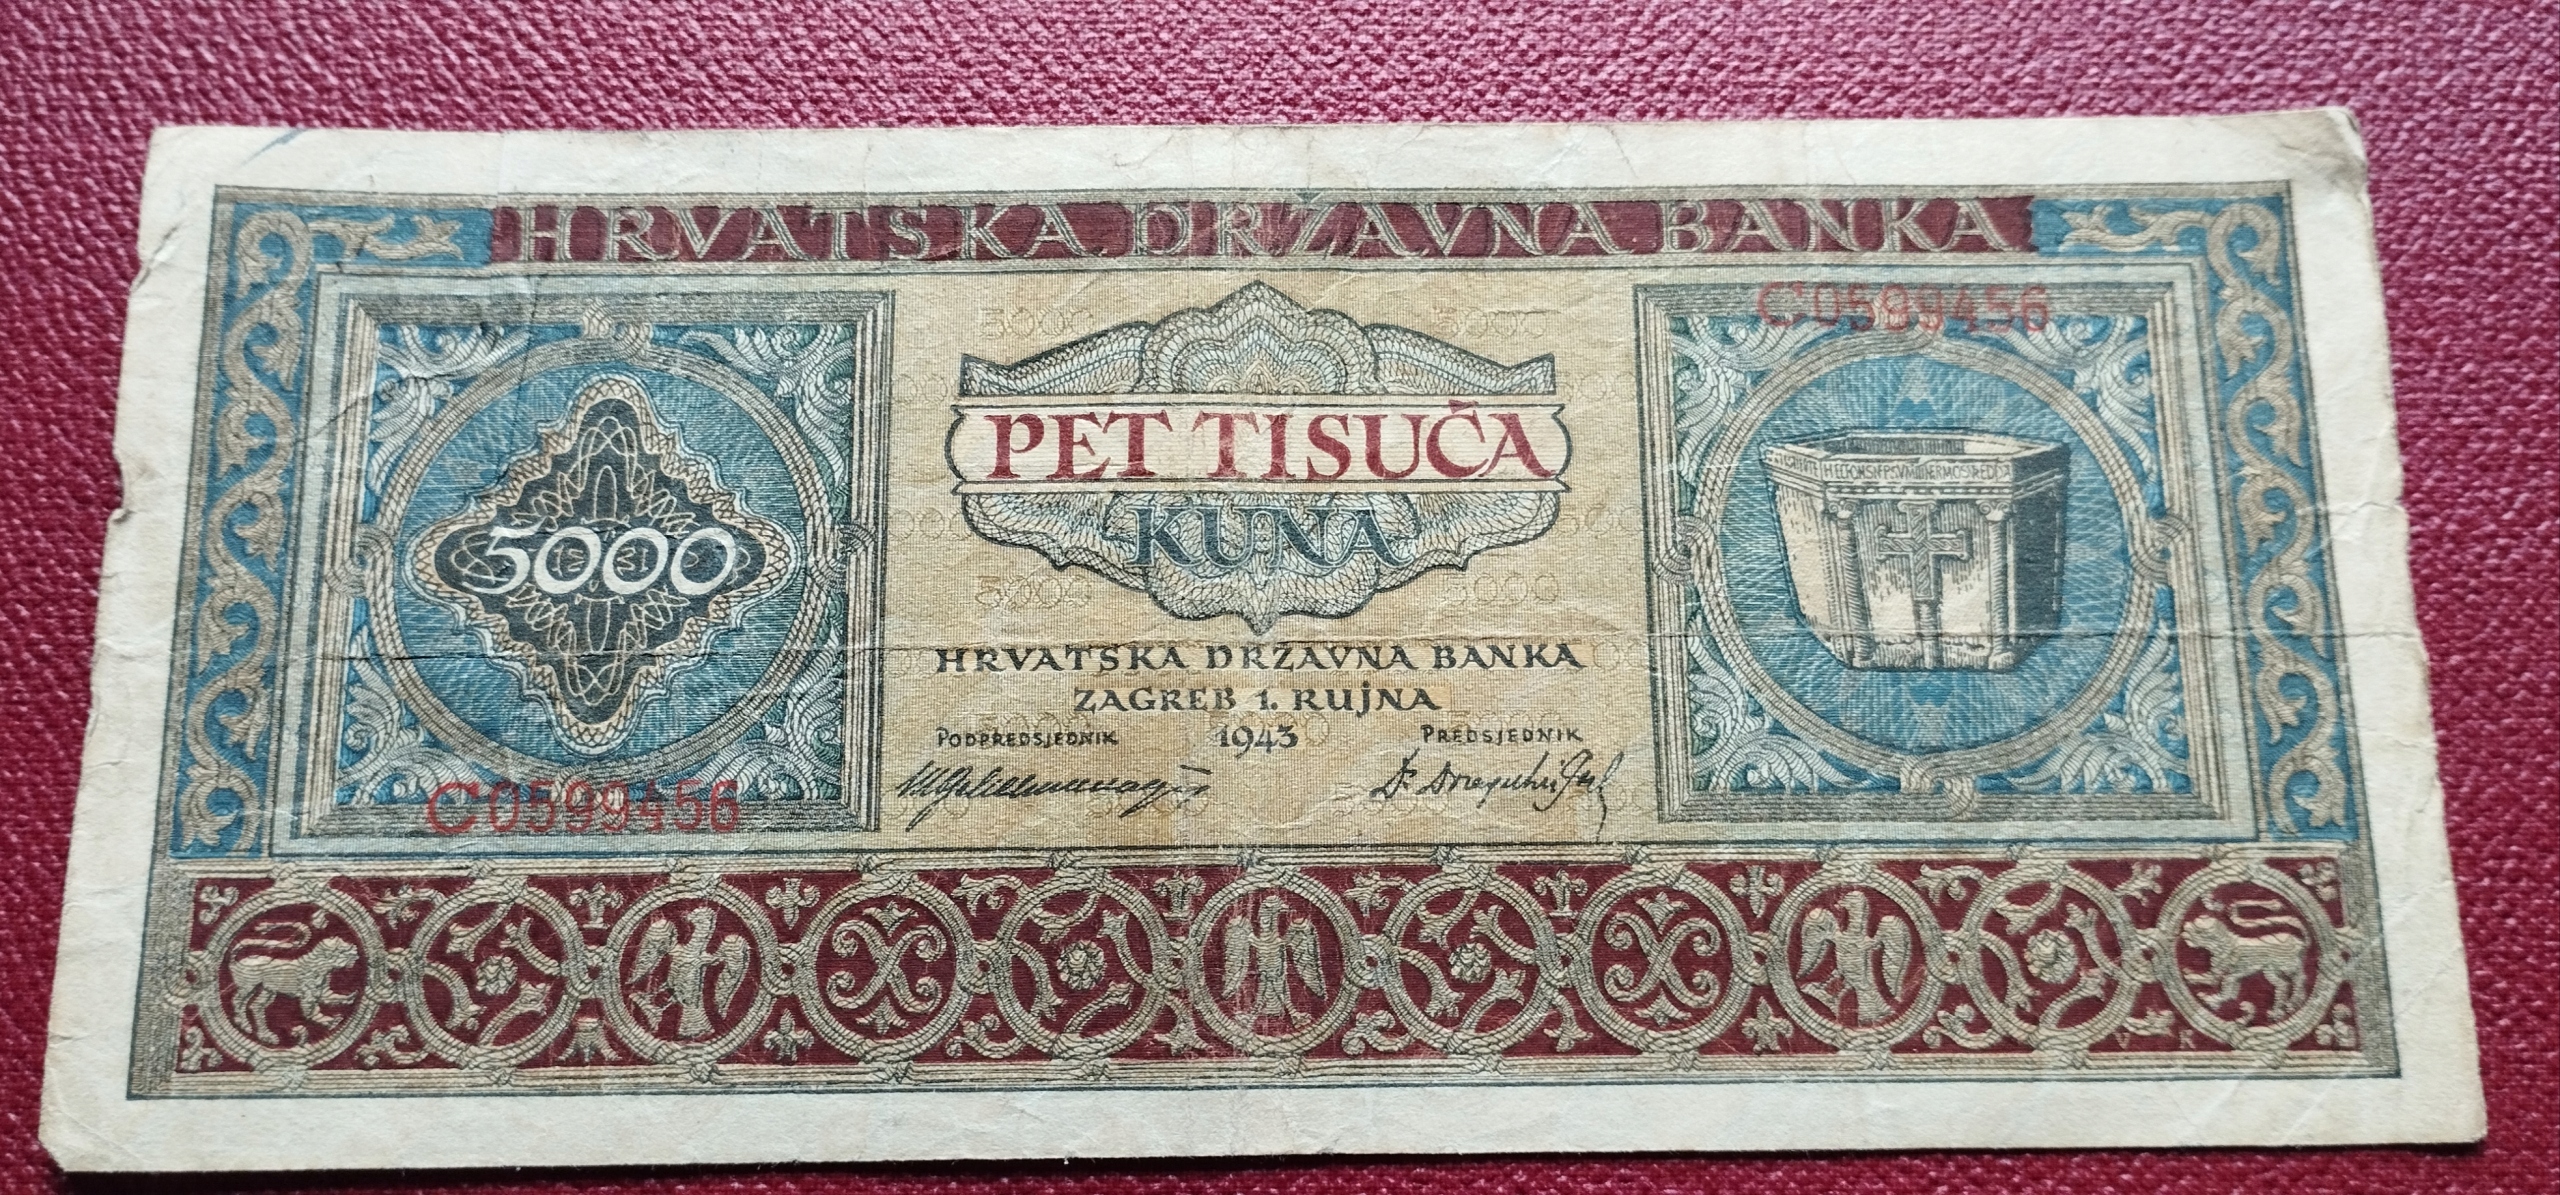 HRVATSKA DRŽAVNA BANKA
C0599456
PET TISUĆA
KUNA
5000
HRVATSKA DRŽAVNA BANKA
ZAGREB 1. RUJNA
1943
PODPREDSJEDNIK
PREDSJEDNIK
C0599456